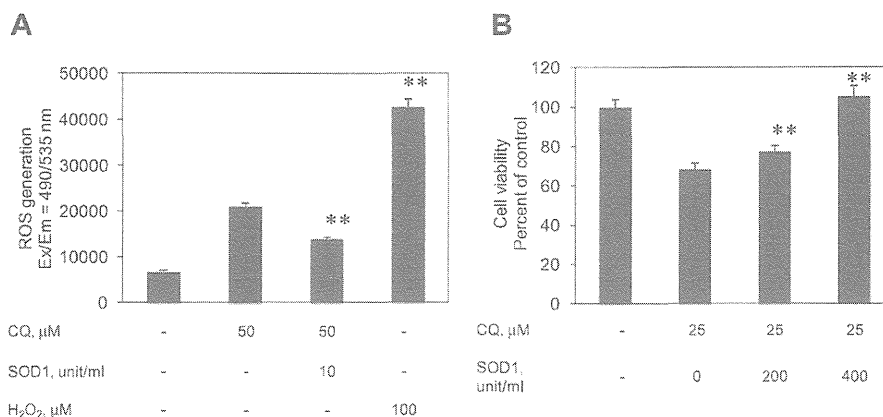 A
ROS generation
Ex/Em = 490/535 nm
50000
40000
30000
20000
10000
0
**
**
CQ, µM - 50 50 -
SOD1, unit/ml - - 10 -
H₂O₂, µM - - - 100
B
Cell viability
Percent of control
120
100
80
60
40
20
0
**
**
CQ, µM - 25 25 25
SOD1,
unit/ml - 0 200 400